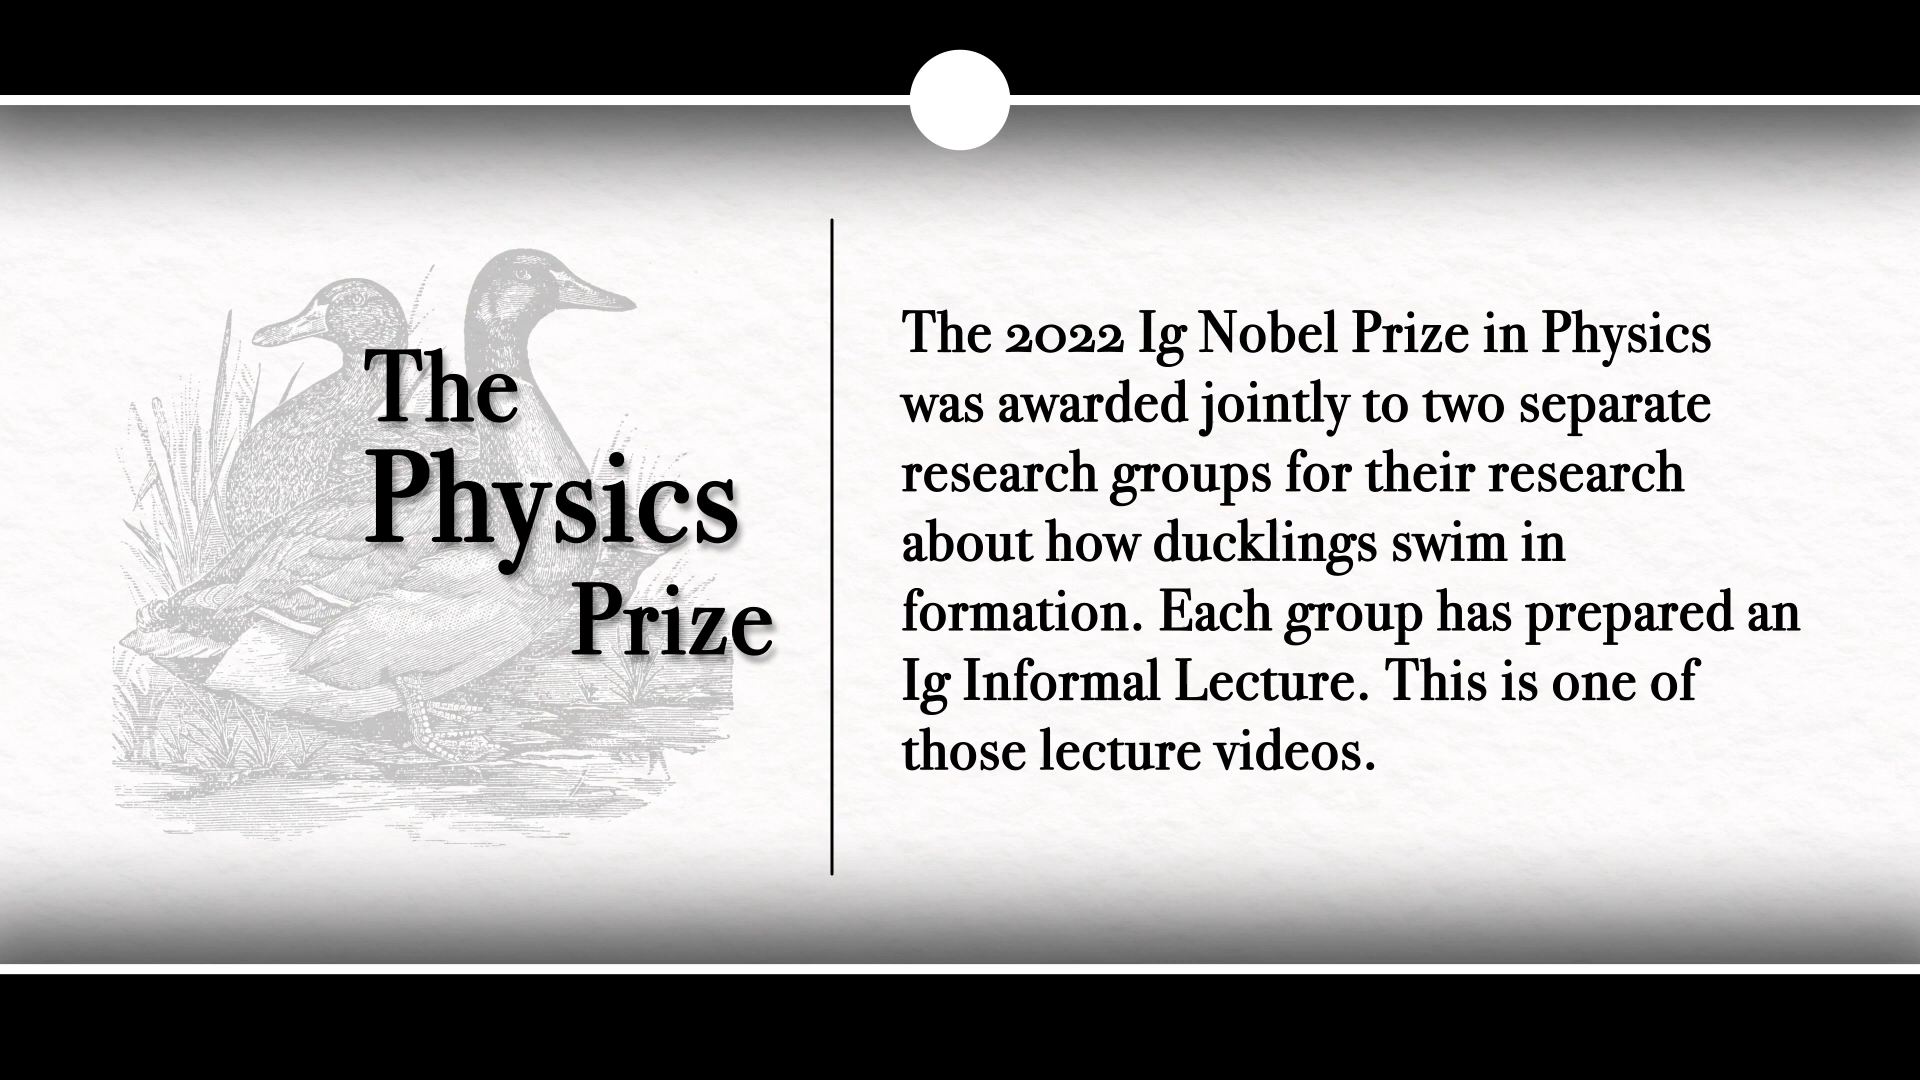 The
Physics
Prize
The 2022 Ig Nobel Prize in Physics
was awarded jointly to two separate
research groups for their research
about how ducklings swim in
formation. Each group has prepared an
Ig Informal Lecture. This is one of
those lecture videos.